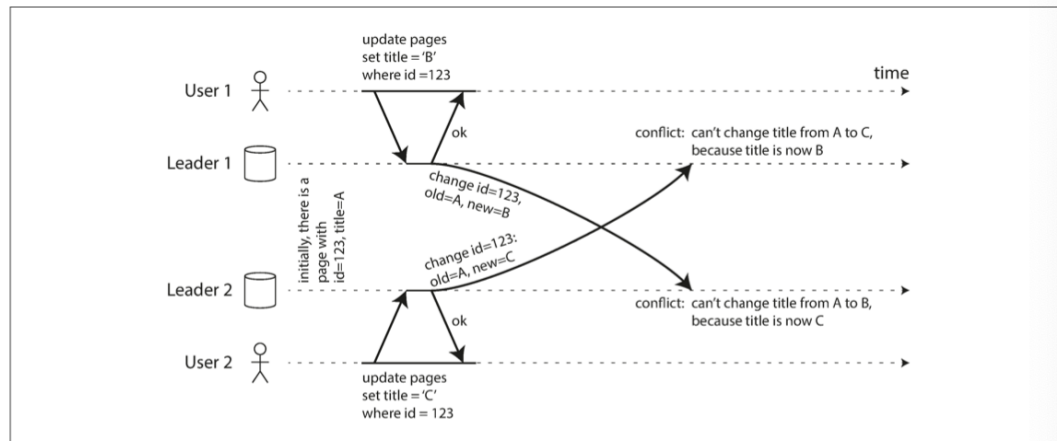 update pages
set title = 'B'
where id =123
time
User 1
ok
conflict: can't change title from A to C,
because title is now B
Leader 1
change id=123,
old=A, new=B
initially, there is a
page with
id=123, title=A
change id=123:
old=A, new=C
Leader 2
conflict: can't change title from A to B,
because title is now C
ok
User 2
update pages
set title = 'C'
where id = 123